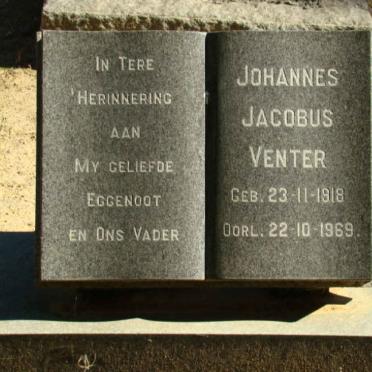 In Tere
'Herinnering
aan
My geliefde
Eggenoot
en Ons Vader
Johannes
Jacobus
Venter
Geb. 23-11-1918
Oorl. 22-10-1969.